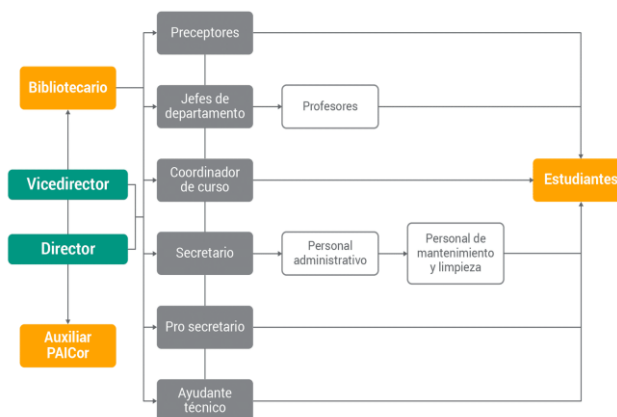 Preceptores
Bibliotecario
Jefes de
departamento
Profesores
Vicedirector
Coordinador
de curso
Estudiantes
Director
Secretario
Personal
administrativo
Personal de
mantenimiento
y limpieza
Auxiliar
PAICor
Pro secretario
Ayudante
técnico